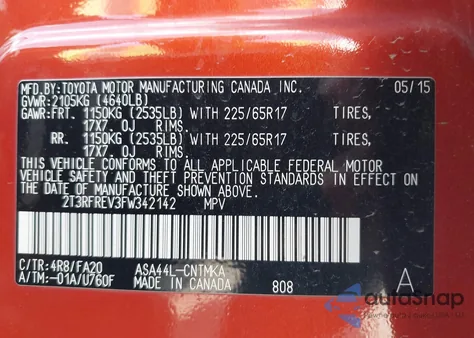 MFD.BY:TOYOTA MOTOR MANUFACTURING CANADA INC. 05/15
GVWR:2105KG (4640LB)
GAWR:FRT. 1150KG (2535LB) WITH 225/65R17 TIRES,
17X7.0J RIMS.
RR. 1150KG (2535LB) WITH 225/65R17 TIRES,
17X7.0J RIMS.
THIS VEHICLE CONFORMS TO ALL APPLICABLE FEDERAL MOTOR
VEHICLE SAFETY AND THEFT PREVENTION STANDARDS IN EFFECT ON
THE DATE OF MANUFACTURE SHOWN ABOVE.
2T3RFREV3FW342142 MPV
C/TR:4R8/FA20 ASA44L-CNTMKA
A/TM:-01A/U760F MADE IN CANADA 808 A
autoSnap